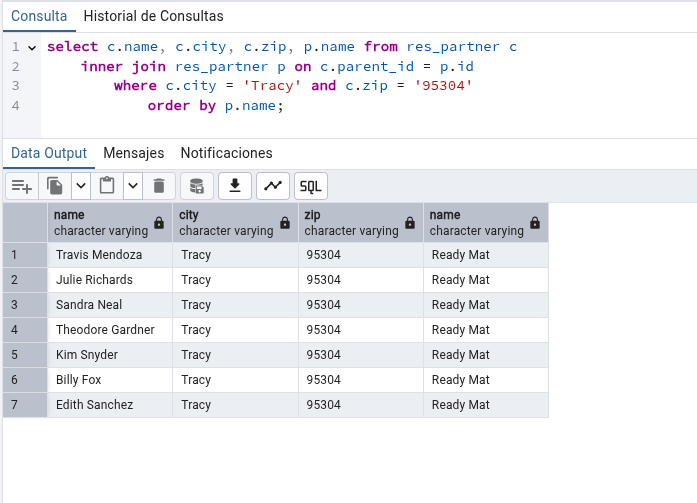 Consulta Historial de Consultas
1 select c.name, c.city, c.zip, p.name from res_partner c
2 inner join res_partner p on c.parent_id = p.id
3 where c.city = 'Tracy' and c.zip = '95304'
4 order by p.name;
Data Output Mensajes Notificaciones
SQL
name city zip name
character varying character varying character varying character varying
1 Travis Mendoza Tracy 95304 Ready Mat
2 Julie Richards Tracy 95304 Ready Mat
3 Sandra Neal Tracy 95304 Ready Mat
4 Theodore Gardner Tracy 95304 Ready Mat
5 Kim Snyder Tracy 95304 Ready Mat
6 Billy Fox Tracy 95304 Ready Mat
7 Edith Sanchez Tracy 95304 Ready Mat